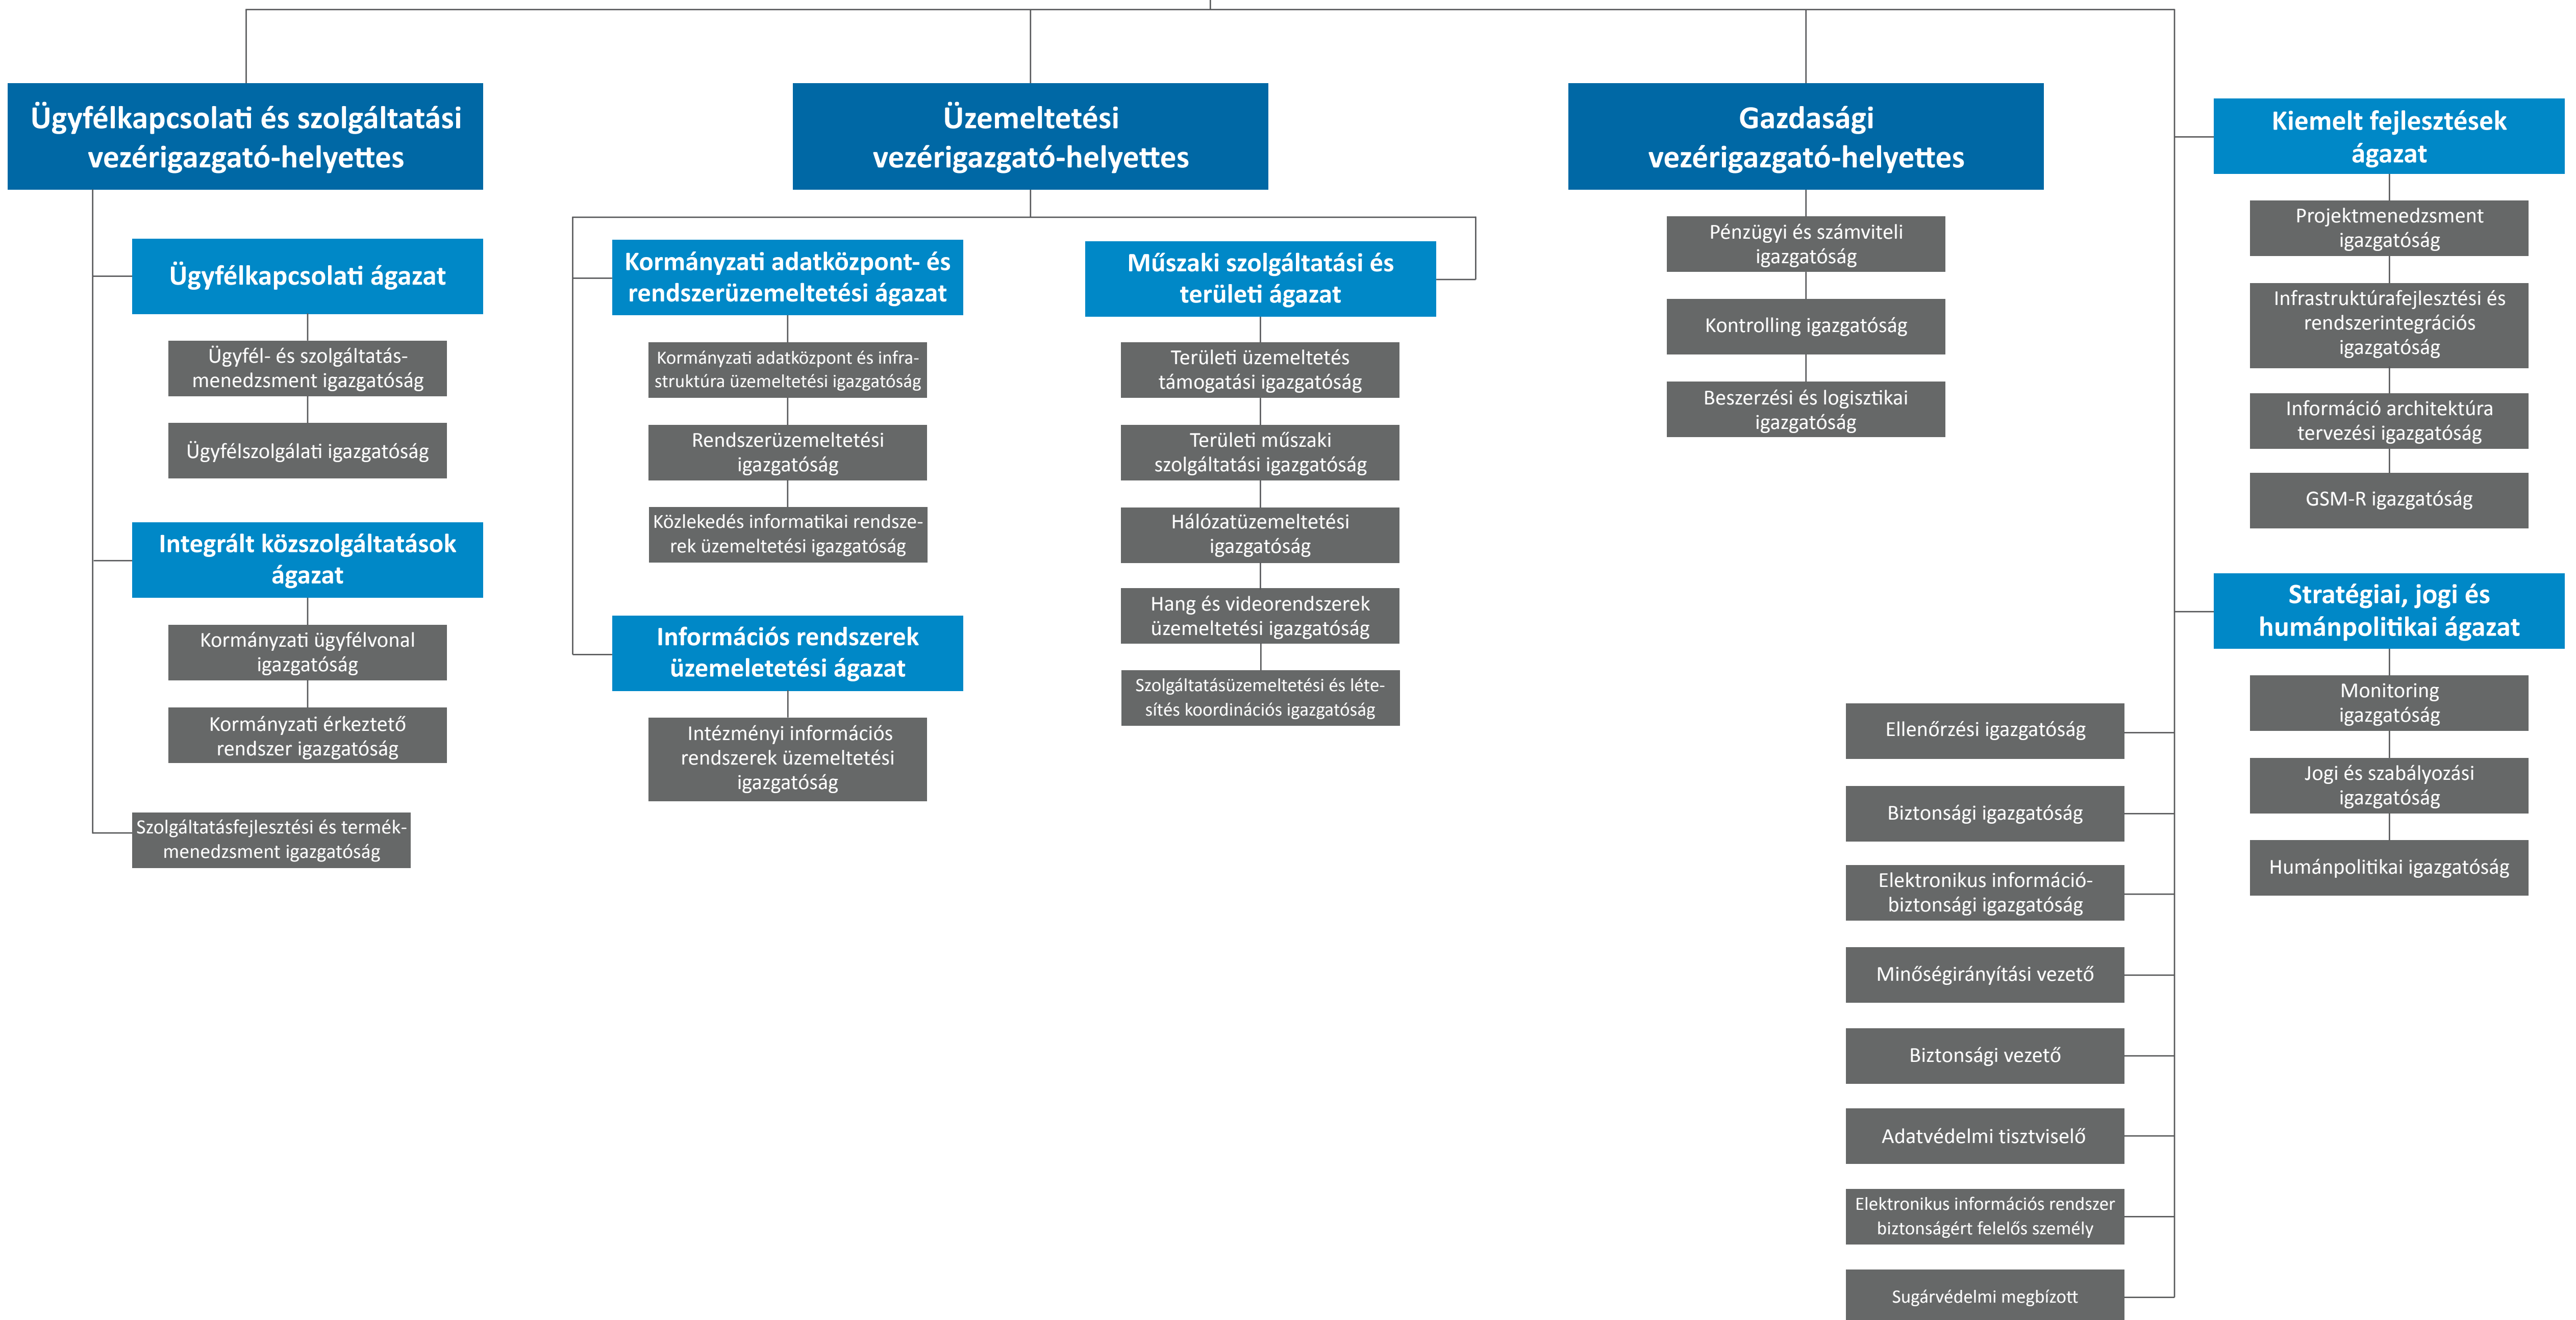 Ügyfélkapcsolati és szolgáltatási
vezérigazgató-helyettes
Ügyfélkapcsolati ágazat
Ügyfél- és szolgáltatás-
menedzsment igazgatóság
Ügyfélszolgálati igazgatóság
Integrált közszolgáltatások
ágazat
Kormányzati ügyfélvonal
igazgatóság
Kormányzati érkeztető
rendszer igazgatóság
Szolgáltatásfejlesztési és termék-
menedzsment igazgatóság
Üzemeltetési
vezérigazgató-helyettes
Kormányzati adatközpont- és
rendszerüzemeltetési ágazat
Kormányzati adatközpont és infra-
struktúra üzemeltetési igazgatóság
Rendszerüzemeltetési
igazgatóság
Közlekedés informatikai rendsze-
rek üzemeltetési igazgatóság
Információs rendszerek
üzemeletetési ágazat
Intézményi információs
rendszerek üzemeltetési
igazgatóság
Műszaki szolgáltatási és
területi ágazat
Területi üzemeltetés
támogatási igazgatóság
Területi műszaki
szolgáltatási igazgatóság
Hálózatüzemeltetési
igazgatóság
Hang és videorendszerek
üzemeltetési igazgatóság
Szolgáltatásüzemeltetési és léte-
sítés koordinációs igazgatóság
Gazdasági
vezérigazgató-helyettes
Pénzügyi és számviteli
igazgatóság
Kontrolling igazgatóság
Beszerzési és logisztikai
igazgatóság
Ellenőrzési igazgatóság
Biztonsági igazgatóság
Elektronikus információ-
biztonsági igazgatóság
Minőségirányítási vezető
Biztonsági vezető
Adatvédelmi tisztviselő
Elektronikus információs rendszer
biztonságért felelős személy
Sugárvédelmi megbízott
Kiemelt fejlesztések
ágazat
Projektmenedzsment
igazgatóság
Infrastruktúrafejlesztési és
rendszerintegrációs
igazgatóság
Információ architektúra
tervezési igazgatóság
GSM-R igazgatóság
Stratégiai, jogi és
humánpolitikai ágazat
Monitoring
igazgatóság
Jogi és szabályozási
igazgatóság
Humánpolitikai igazgatóság